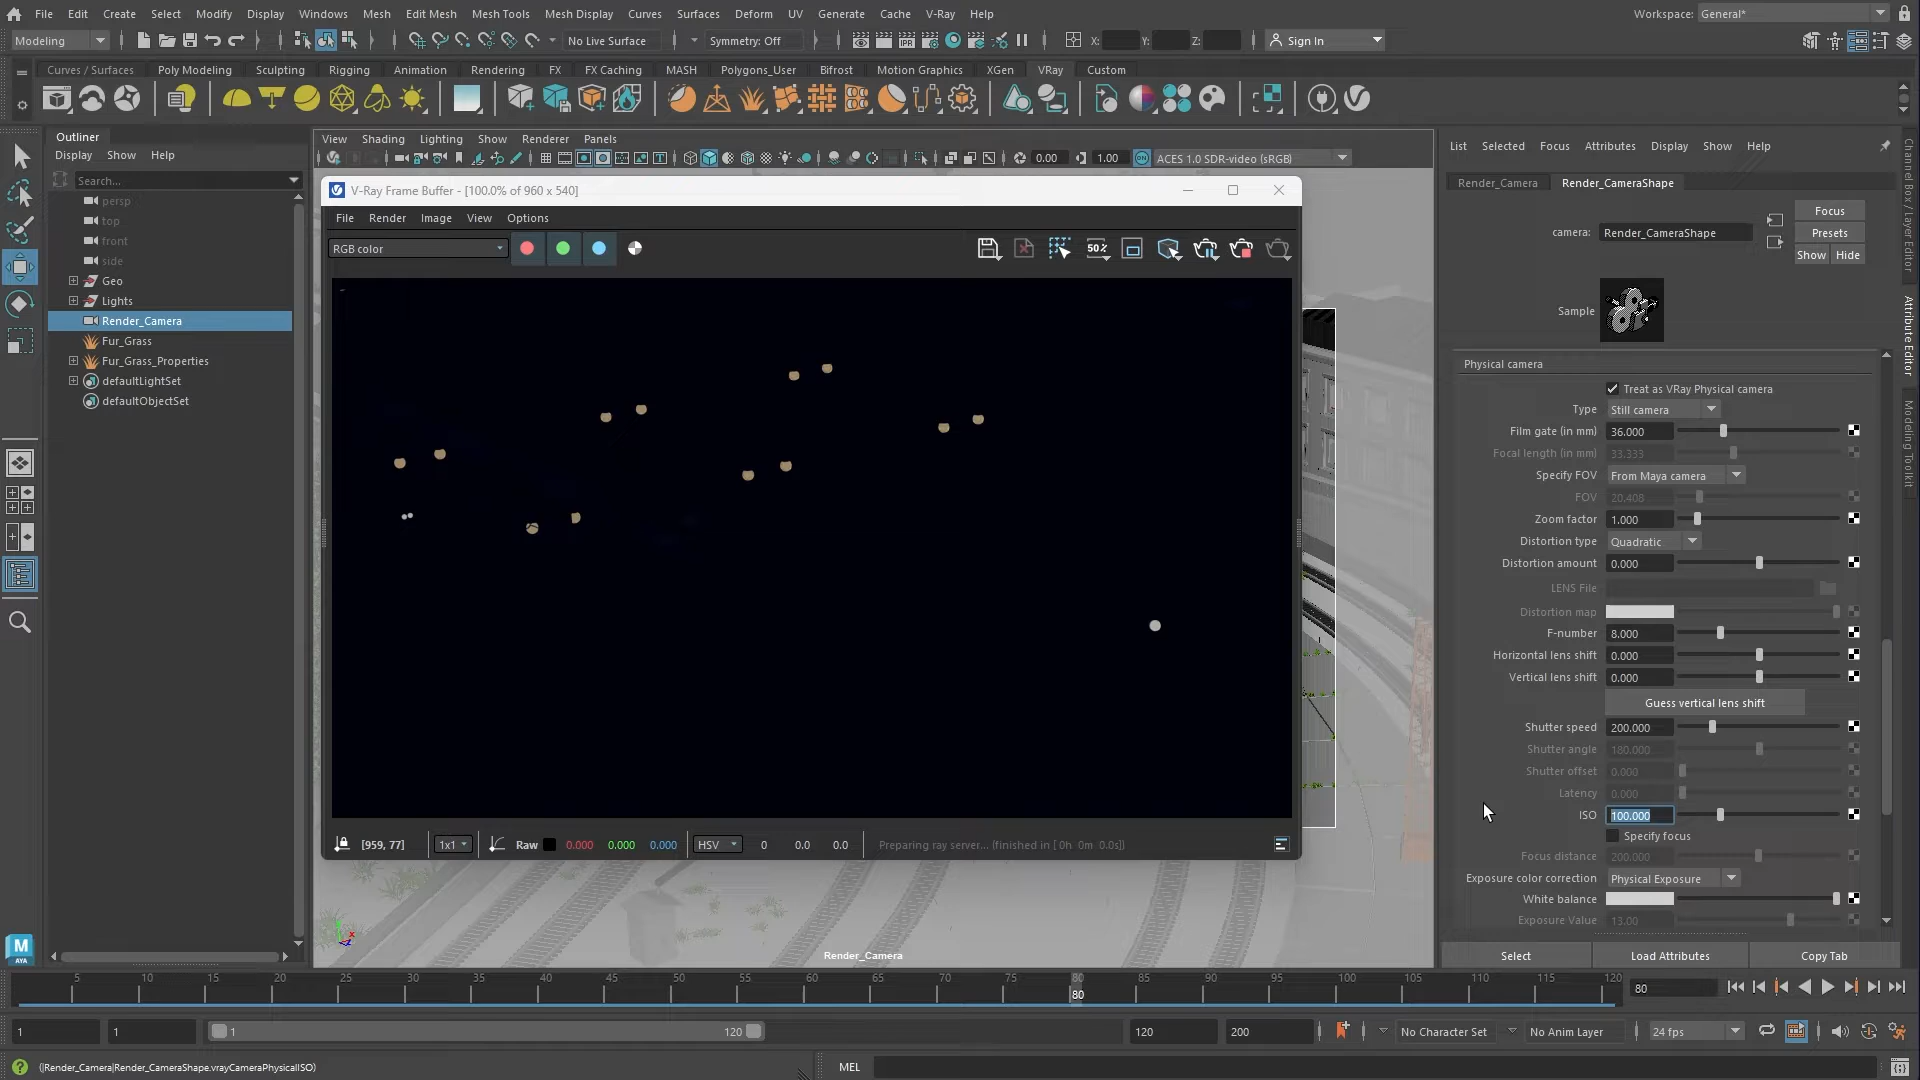 File Edit Create Select Modify Display Windows Mesh Edit Mesh Mesh Tools Mesh Display Curves Surfaces Deform UV Generate Cache V-Ray Help Workspace: General*
Modeling No Live Surface Symmetry: Off X: Y: Z: Sign In
Curves / Surfaces Poly Modeling Sculpting Rigging Animation Rendering FX FX Caching MASH Polygons_User Bifrost Motion Graphics XGen VRay Custom
Outliner
Display Show Help
Search...
persp
top
front
side
Geo
Lights
Render_Camera
Fur_Grass
Fur_Grass_Properties
defaultLightSet
defaultObjectSet
View Shading Lighting Show Renderer Panels
0.00 1.00 ACES 1.0 SDR-video (sRGB)
V-Ray Frame Buffer - [100.0% of 960 x 540]
File Render Image View Options
RGB color 50%
[959, 77] 1x1 Raw 0.000 0.000 0.000 HSV 0 0.0 0.0 Preparing ray server... (finished in [ 0h 0m 0.0s])
Render_Camera
List Selected Focus Attributes Display Show Help
Render_Camera Render_CameraShape
camera: Render_CameraShape
Focus
Presets
Show Hide
Sample
Physical camera
Treat as VRay Physical camera
Type Still camera
Film gate (in mm) 36.000
Focal length (in mm) 33.333
Specify FOV From Maya camera
FOV 20.408
Zoom factor 1.000
Distortion type Quadratic
Distortion amount 0.000
LENS File
Distortion map
F-number 8.000
Horizontal lens shift 0.000
Vertical lens shift 0.000
Guess vertical lens shift
Shutter speed 200.000
Shutter angle 180.000
Shutter offset 0.000
Latency 0.000
ISO 100.000
Specify focus
Focus distance 200.000
Exposure color correction Physical Exposure
White balance
Exposure Value 13.00
Select Load Attributes Copy Tab
Channel Box / Layer Editor
Attribute Editor
Modeling Toolkit
M
AYA
5 10 15 20 25 30 35 40 45 50 55 60 65 70 75 80 85 90 95 100 105 110 115 120
80 80
1 1 1 120 120 200 No Character Set No Anim Layer 24 fps
(|Render_Camera|Render_CameraShape.vrayCameraPhysicalISO) MEL